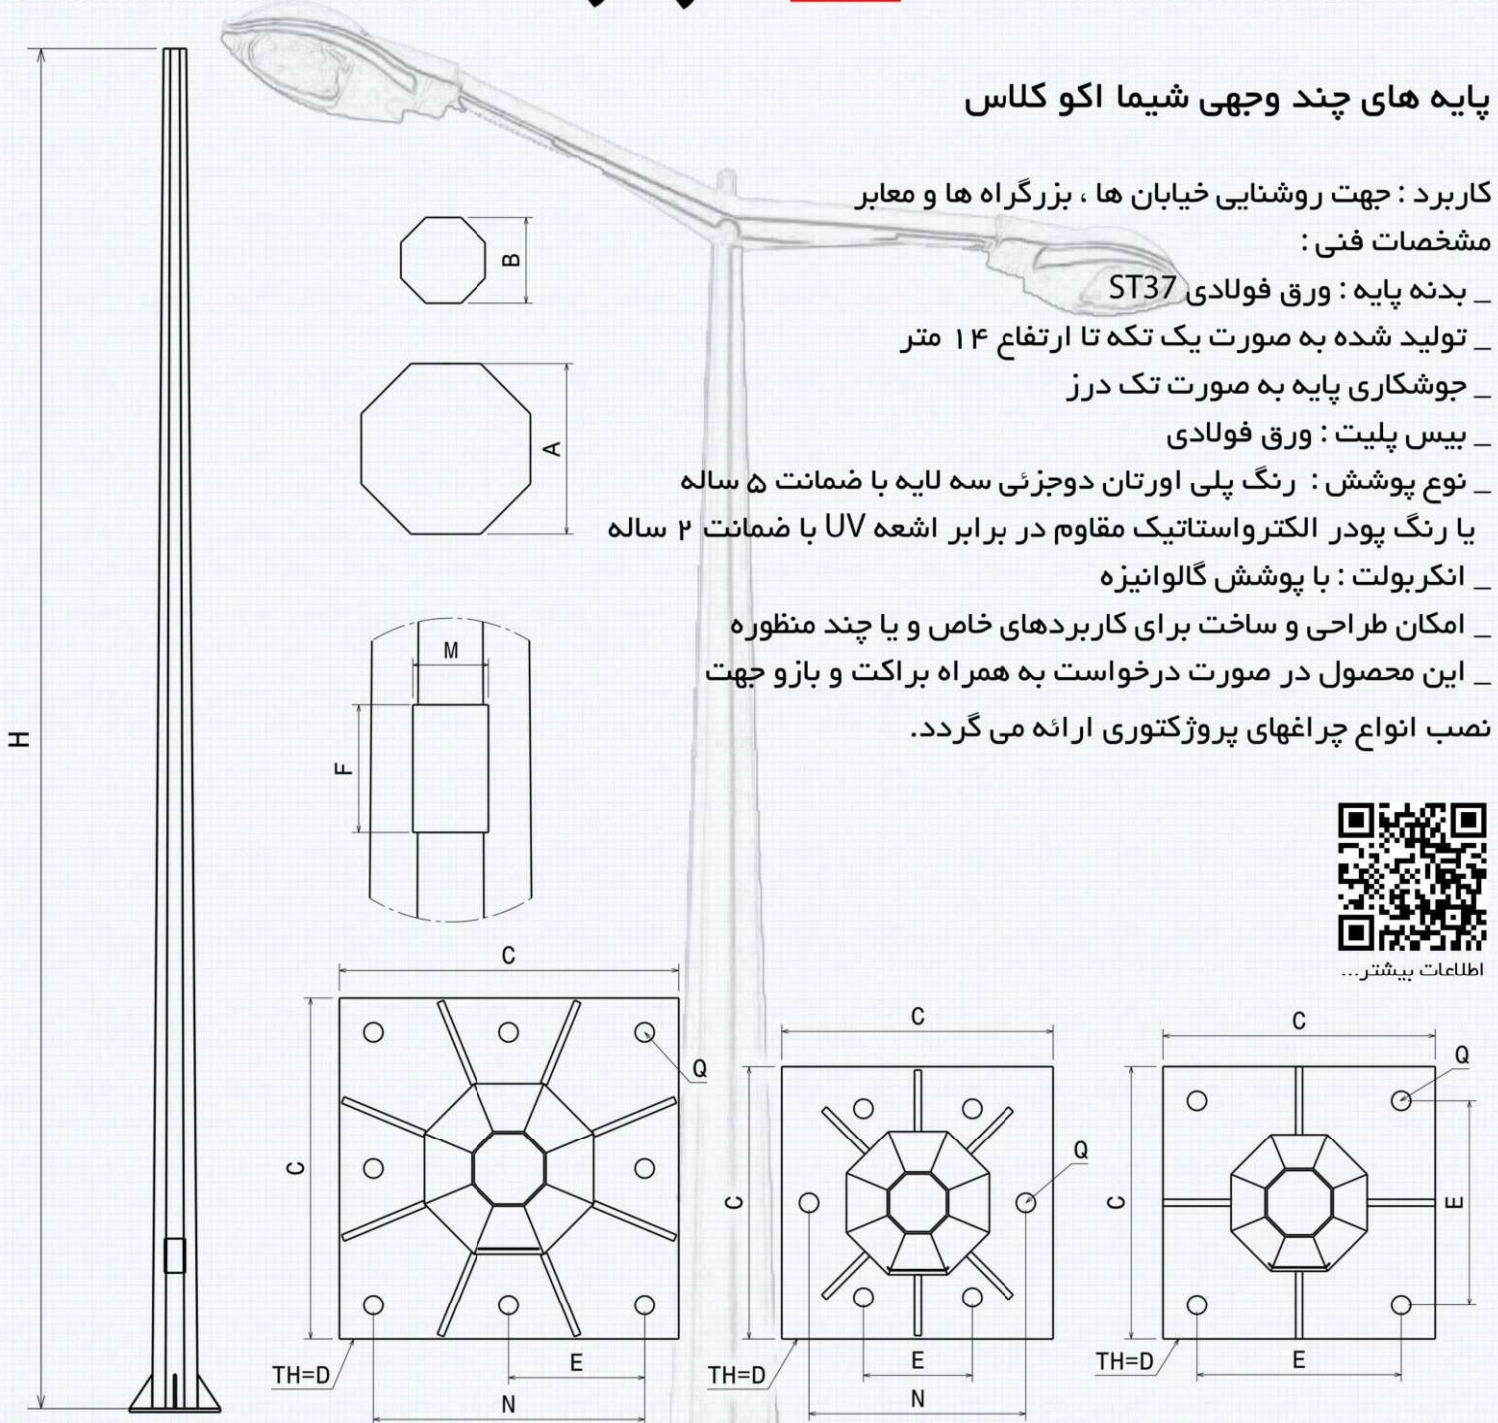 پایه های چند وجهی شیما اکو کلاس
کاربرد : جهت روشنایی خیابان ها ، بزرگراه ها و معابر
مشخصات فنی :
_ بدنه پایه : ورق فولادی ST37
_ تولید شده به صورت یک تکه تا ارتفاع ۱۴ متر
_ جوشکاری پایه به صورت تک درز
_ بیس پلیت : ورق فولادی
_ نوع پوشش : رنگ پلی اورتان دوجزئی سه لایه با ضمانت ۵ ساله
یا رنگ پودر الکترواستاتیک مقاوم در برابر اشعه UV با ضمانت ۲ ساله
_ انکربولت : با پوشش گالوانیزه
_ امکان طراحی و ساخت برای کاربردهای خاص و یا چند منظوره
_ این محصول در صورت درخواست به همراه براکت و بازو جهت
نصب انواع چراغهای پروژکتوری ارائه می گردد.
اطلاعات بیشتر...
H
B
A
M
F
C
C
Q
TH=D
E
N
C
C
Q
TH=D
E
N
C
C
Q
E
TH=D
E